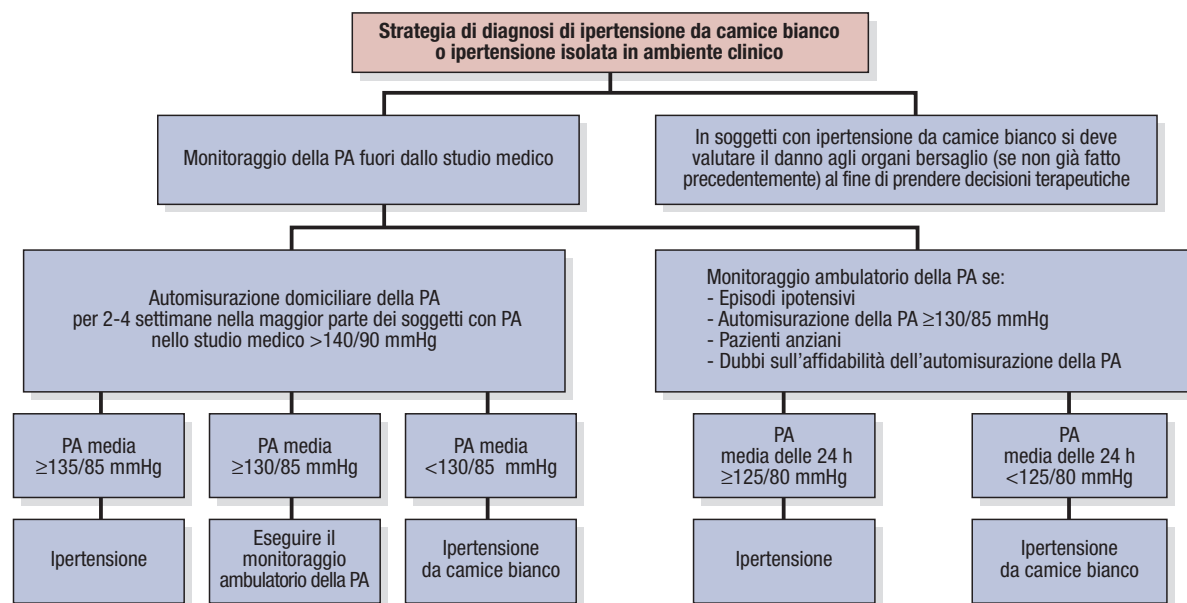 Strategia di diagnosi di ipertensione da camice bianco
o ipertensione isolata in ambiente clinico
Monitoraggio della PA fuori dallo studio medico
In soggetti con ipertensione da camice bianco si deve
valutare il danno agli organi bersaglio (se non già fatto
precedentemente) al fine di prendere decisioni terapeutiche
Automisurazione domiciliare della PA
per 2-4 settimane nella maggior parte dei soggetti con PA
nello studio medico >140/90 mmHg
Monitoraggio ambulatorio della PA se:
- Episodi ipotensivi
- Automisurazione della PA ≥130/85 mmHg
- Pazienti anziani
- Dubbi sull’affidabilità dell’automisurazione della PA
PA media
≥135/85 mmHg
PA media
≥130/85 mmHg
PA media
<130/85 mmHg
PA
media delle 24 h
≥125/80 mmHg
PA
media delle 24 h
<125/80 mmHg
Ipertensione
Eseguire il
monitoraggio
ambulatorio della PA
Ipertensione
da camice bianco
Ipertensione
Ipertensione
da camice bianco